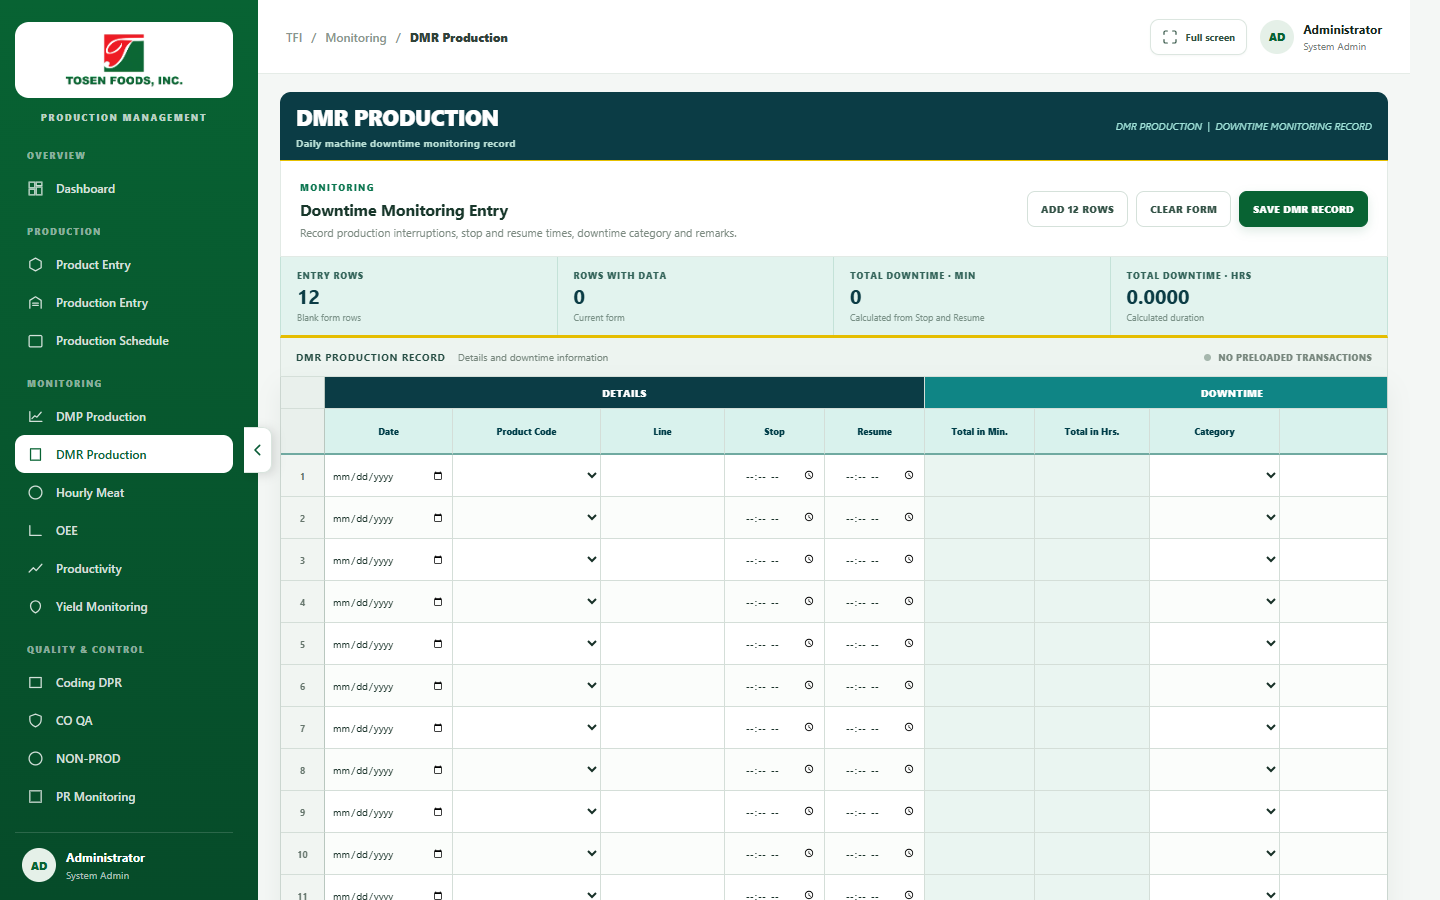 TOSEN FOODS, INC.
PRODUCTION MANAGEMENT
OVERVIEW
Dashboard
PRODUCTION
Product Entry
Production Entry
Production Schedule
MONITORING
DMP Production
DMR Production
Hourly Meat
OEE
Productivity
Yield Monitoring
QUALITY & CONTROL
Coding DPR
CO QA
NON-PROD
PR Monitoring
AD
Administrator
System Admin
TFI / Monitoring / DMR Production
Full screen
AD
Administrator
System Admin
DMR PRODUCTION
Daily machine downtime monitoring record
DMR PRODUCTION | DOWNTIME MONITORING RECORD
MONITORING
Downtime Monitoring Entry
Record production interruptions, stop and resume times, downtime category and remarks.
ADD 12 ROWS
CLEAR FORM
SAVE DMR RECORD
ENTRY ROWS
12
Blank form rows
ROWS WITH DATA
0
Current form
TOTAL DOWNTIME · MIN
0
Calculated from Stop and Resume
TOTAL DOWNTIME · HRS
0.0000
Calculated duration
DMR PRODUCTION RECORD Details and downtime information
NO PRELOADED TRANSACTIONS
DETAILS DOWNTIME
Date Product Code Line Stop Resume Total in Min. Total in Hrs. Category
1 mm/dd/yyyy --:-- -- --:-- --
2 mm/dd/yyyy --:-- -- --:-- --
3 mm/dd/yyyy --:-- -- --:-- --
4 mm/dd/yyyy --:-- -- --:-- --
5 mm/dd/yyyy --:-- -- --:-- --
6 mm/dd/yyyy --:-- -- --:-- --
7 mm/dd/yyyy --:-- -- --:-- --
8 mm/dd/yyyy --:-- -- --:-- --
9 mm/dd/yyyy --:-- -- --:-- --
10 mm/dd/yyyy --:-- -- --:-- --
11 mm/dd/yyyy --:-- -- --:-- --